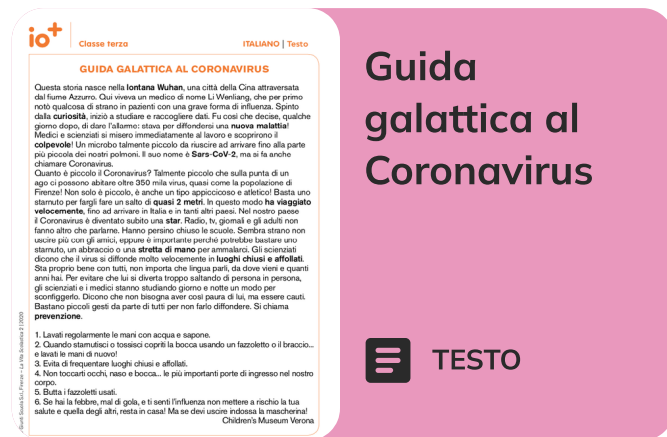 io+
Classe terza
ITALIANO | Testo
GUIDA GALATTICA AL CORONAVIRUS
Questa storia nasce nella lontana Wuhan, una città della Cina attraversata
dal fiume Azzurro. Qui viveva un medico di nome Li Wenliang, che per primo
notò qualcosa di strano in pazienti con una grave forma di influenza. Spinto
dalla curiosità, iniziò a studiare e raccogliere dati. Fu così che decise, qualche
giorno dopo, di dare l'allarme: stava per diffondersi una nuova malattia!
Medici e scienziati si misero immediatamente al lavoro e scoprirono il
colpevole! Un microbo talmente piccolo da riuscire ad arrivare fino alla parte
più piccola dei nostri polmoni. Il suo nome è Sars-CoV-2, ma si fa anche
chiamare Coronavirus.
Quanto è piccolo il Coronavirus? Talmente piccolo che sulla punta di un
ago ci possono abitare oltre 350 mila virus, quasi come la popolazione di
Firenze! Non solo è piccolo, è anche un tipo appiccicoso e atletico! Basta uno
starnuto per fargli fare un salto di quasi 2 metri. In questo modo ha viaggiato
velocemente, fino ad arrivare in Italia e in tanti altri paesi. Nel nostro paese
il Coronavirus è diventato subito una star. Radio, tv, giornali e gli adulti non
fanno altro che parlarne. Hanno persino chiuso le scuole. Sembra strano non
uscire più con gli amici, eppure è importante perché potrebbe bastare uno
starnuto, un abbraccio o una stretta di mano per ammalarci. Gli scienziati
dicono che il virus si diffonde molto velocemente in luoghi chiusi e affollati.
Sta proprio bene con tutti, non importa che lingua parli, da dove vieni e quanti
anni hai. Per evitare che lui si diverta troppo saltando di persona in persona,
gli scienziati e i medici stanno studiando giorno e notte un modo per
sconfiggerlo. Dicono che non bisogna aver così paura di lui, ma essere cauti.
Bastano piccoli gesti da parte di tutti per non farlo diffondere. Si chiama
prevenzione.
1. Lavati regolarmente le mani con acqua e sapone.
2. Quando starnutisci o tossisci copriti la bocca usando un fazzoletto o il braccio...
e lavati le mani di nuovo!
3. Evita di frequentare luoghi chiusi e affollati.
4. Non toccarti occhi, naso e bocca... le più importanti porte di ingresso nel nostro
corpo.
5. Butta i fazzoletti usati.
6. Se hai la febbre, mal di gola, e ti senti l'influenza non mettere a rischio la tua
salute e quella degli altri, resta in casa! Ma se devi uscire indossa la mascherina!
Children's Museum Verona
Giunti Scuola S.r.l., Firenze – La Vita Scolastica 2 | 2020
Guida
galattica al
Coronavirus
TESTO